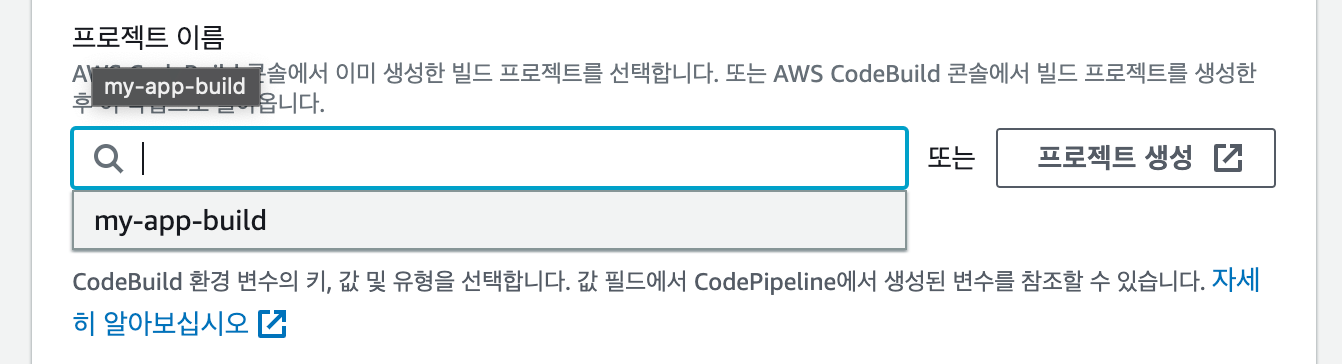 프로젝트 이름
AWS CodeBuild 콘솔에서 이미 생성한 빌드 프로젝트를 선택합니다. 또는 AWS CodeBuild 콘솔에서 빌드 프로젝트를 생성한
my-app-build
후 이 작업으로 돌아옵니다.
또는
프로젝트 생성
my-app-build
CodeBuild 환경 변수의 키, 값 및 유형을 선택합니다. 값 필드에서 CodePipeline에서 생성된 변수를 참조할 수 있습니다. 자세
히 알아보십시오